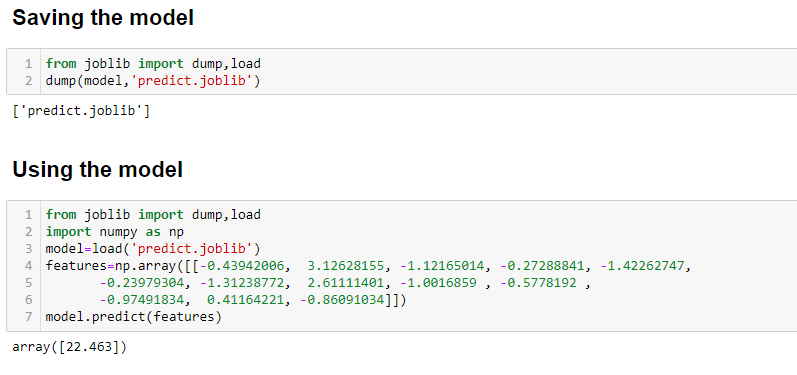 Saving the model
1 from joblib import dump,load
2 dump(model,'predict.joblib')
['predict.joblib']
Using the model
1 from joblib import dump,load
2 import numpy as np
3 model=load('predict.joblib')
4 features=np.array([[-0.43942006,  3.12628155, -1.12165014, -0.27288841, -1.42262747,
5        -0.23979304, -1.31238772,  2.61111401, -1.0016859 , -0.5778192 ,
6        -0.97491834,  0.41164221, -0.86091034]])
7 model.predict(features)
array([22.463])